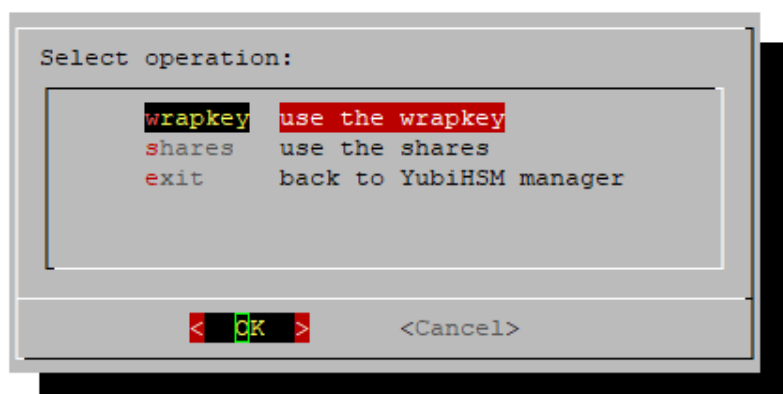 Select operation:
wrapkey use the wrapkey
shares use the shares
exit back to YubiHSM manager
< OK > <Cancel>